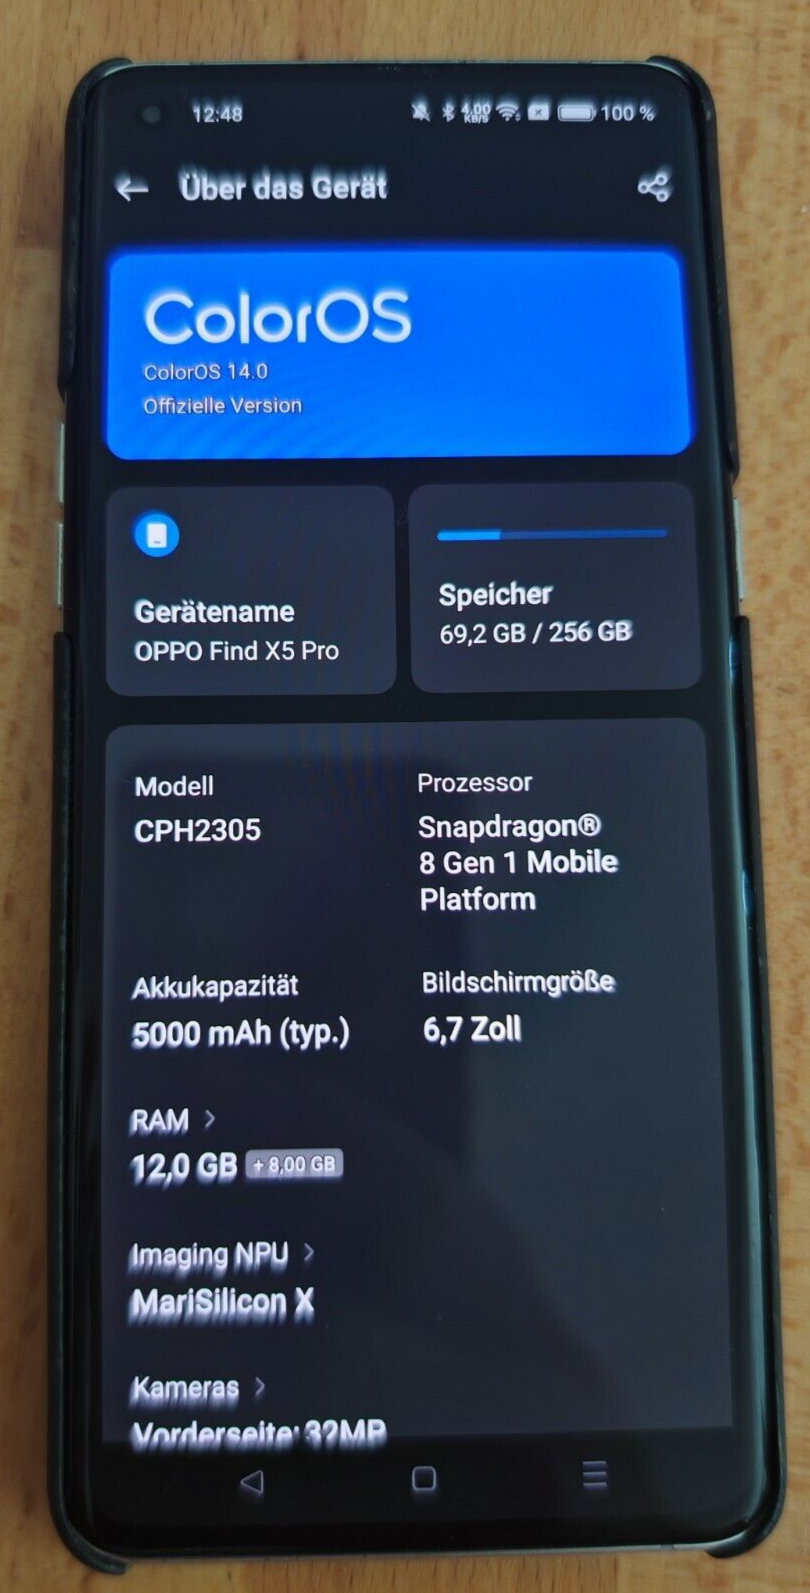 12:48 4,00 KB/S 100 %
Über das Gerät
ColorOS
ColorOS 14.0
Offizielle Version
Gerätename
OPPO Find X5 Pro
Speicher
69,2 GB / 256 GB
Modell
CPH2305
Prozessor
Snapdragon®
8 Gen 1 Mobile
Platform
Akkukapazität
5000 mAh (typ.)
Bildschirmgröße
6,7 Zoll
RAM >
12,0 GB + 8,00 GB
Imaging NPU >
MariSilicon X
Kameras >
Vorderseite: 32MP